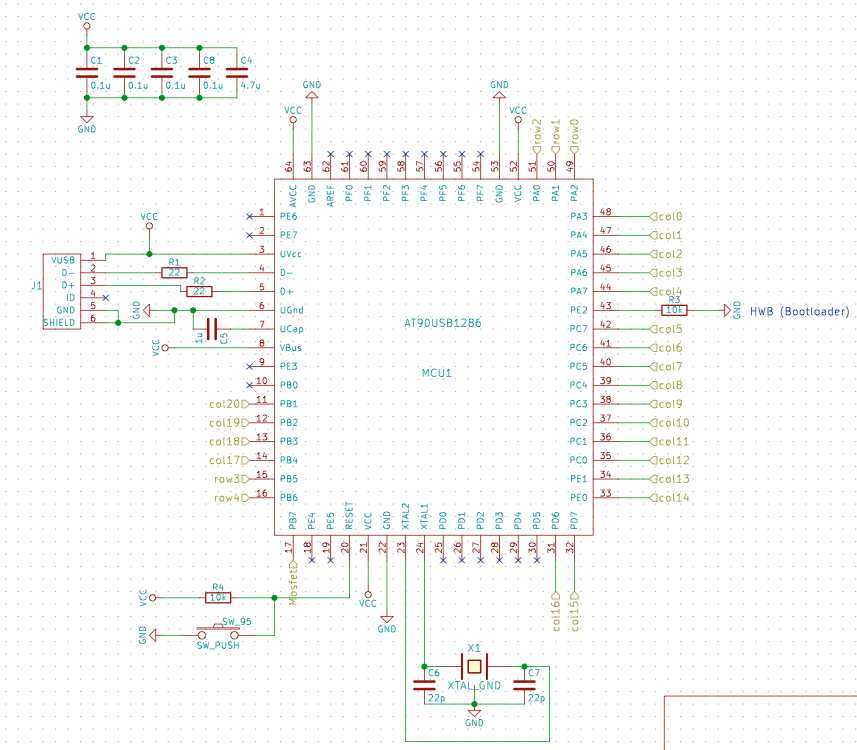 VCC
C1 C2 C3 C8 C4
0.1u 0.1u 0.1u 0.1u 4.7u
GND
GND GND
VCC VCC
row2 row1 row0
64 63 62 61 60 59 58 57 56 55 54 53 52 51 50 49
AVCC GND AREF PF0 PF1 PF2 PF3 PF4 PF5 PF6 PF7 GND VCC PA0 PA1 PA2
1 PE6 PA3 48 col0
2 PE7 PA4 47 col1
VCC
3 UVcc PA5 46 col2
J1
VUSB 1
D- 2
D+ 3
ID 4
GND 5
SHIELD 6
R1
22
4 D- PA6 45 col3
R2
22
5 D+ PA7 44 col4
GND
6 UGnd PE2 43
R3
10k
GND
HWB (Bootloader)
AT90USB1286
1u C5
7 UCap PC7 42 col5
VCC
8 VBus PC6 41 col6
9 PE3 PC5 40 col7
MCU1
10 PB0 PC4 39 col8
col20 11 PB1 PC3 38 col9
col19 12 PB2 PC2 37 col10
col18 13 PB3 PC1 36 col11
col17 14 PB4 PC0 35 col12
row3 15 PB5 PE1 34 col13
row4 16 PB6 PE0 33 col14
PB7 PE4 PE5 RESET VCC GND XTAL2 XTAL1 PD0 PD1 PD2 PD3 PD4 PD5 PD6 PD7
17 18 19 20 21 22 23 24 25 26 27 28 29 30 31 32
Mosfet
VCC
GND
col16 col15
VCC
R4
10k
GND
SW_95
SW_PUSH
X1
XTAL_GND
C6
22p
C7
22p
GND